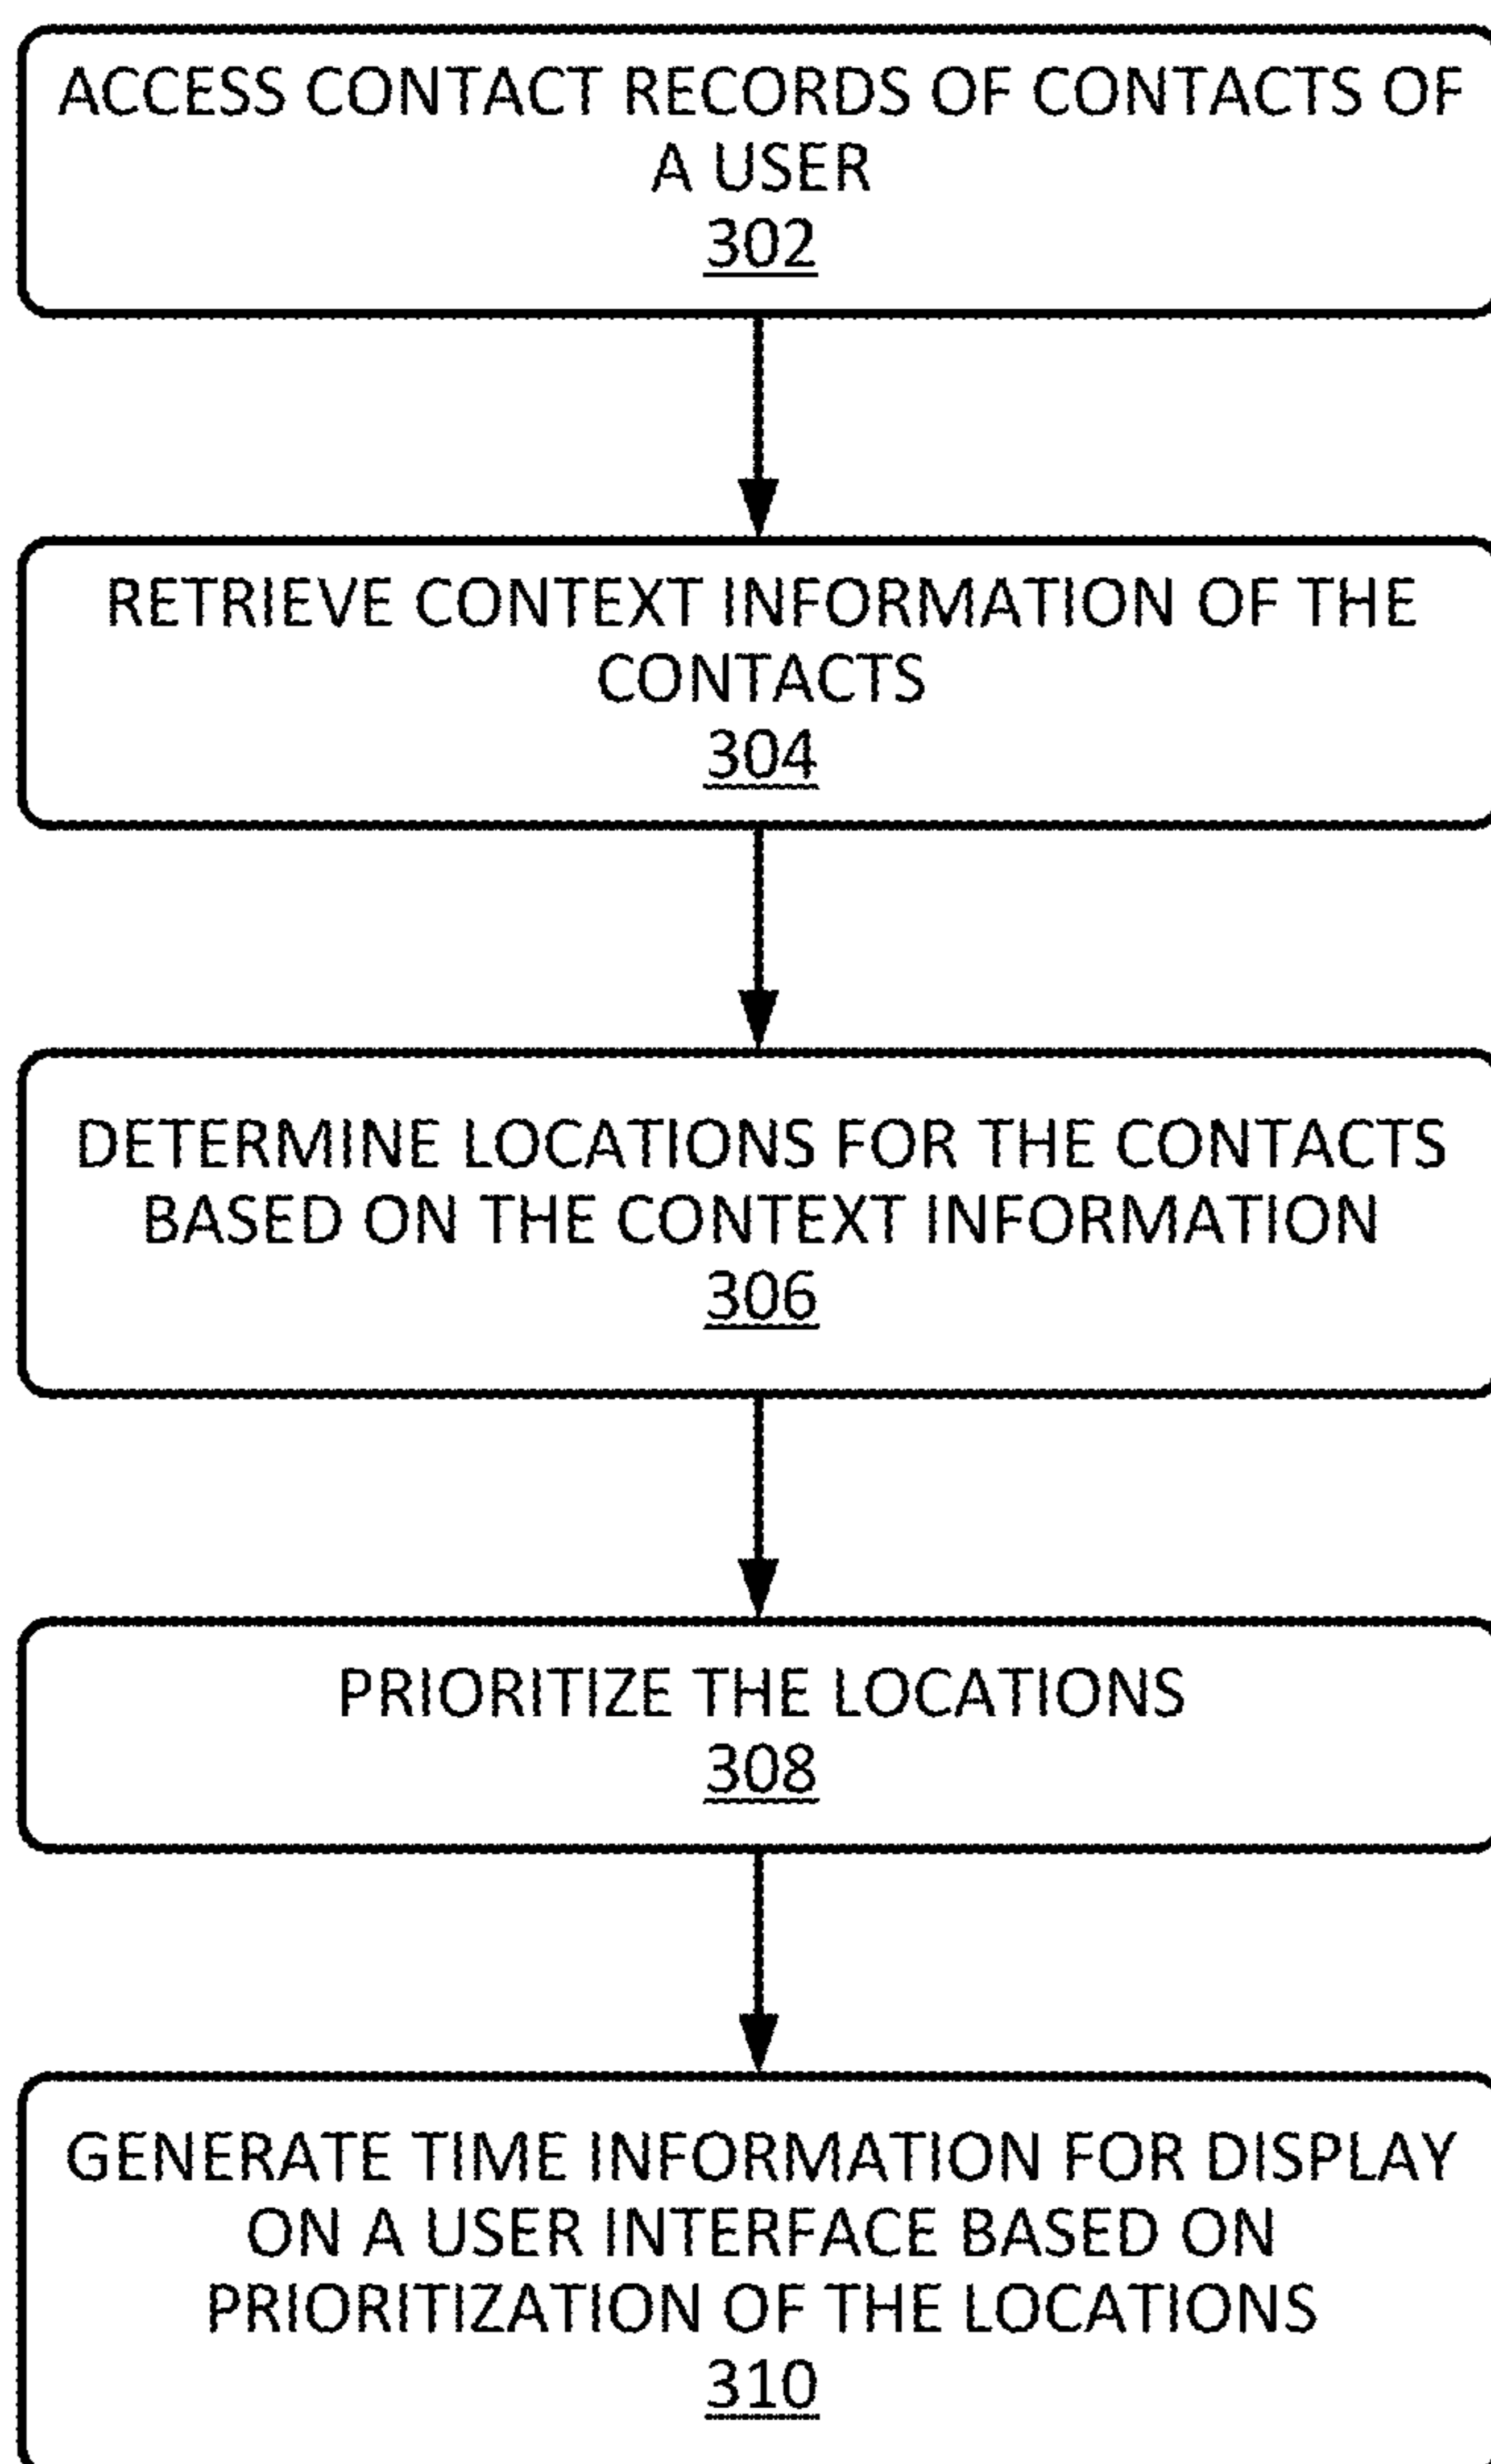 ACCESS CONTACT RECORDS OF CONTACTS OF
A USER
302
RETRIEVE CONTEXT INFORMATION OF THE
CONTACTS
304
DETERMINE LOCATIONS FOR THE CONTACTS
BASED ON THE CONTEXT INFORMATION
306
PRIORITIZE THE LOCATIONS
308
GENERATE TIME INFORMATION FOR DISPLAY
ON A USER INTERFACE BASED ON
PRIORITIZATION OF THE LOCATIONS
310